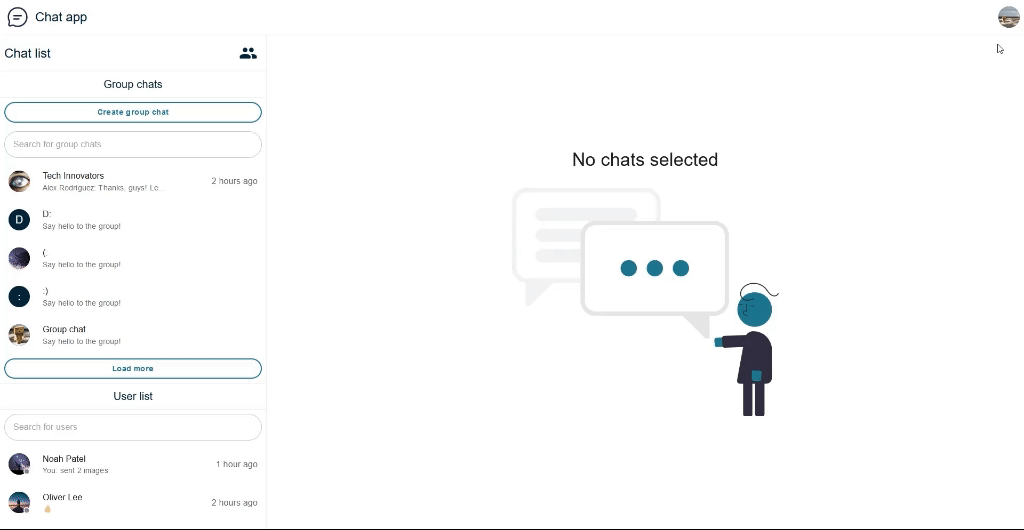 Chat app
Chat list
Group chats
Create group chat
Search for group chats
Tech Innovators
Alex Rodriguez: Thanks, guys! Le...
2 hours ago
D
D:
Say hello to the group!
(:
Say hello to the group!
:
:)
Say hello to the group!
Group chat
Say hello to the group!
Load more
User list
Search for users
Noah Patel
You: sent 2 images
1 hour ago
Oliver Lee
2 hours ago
No chats selected